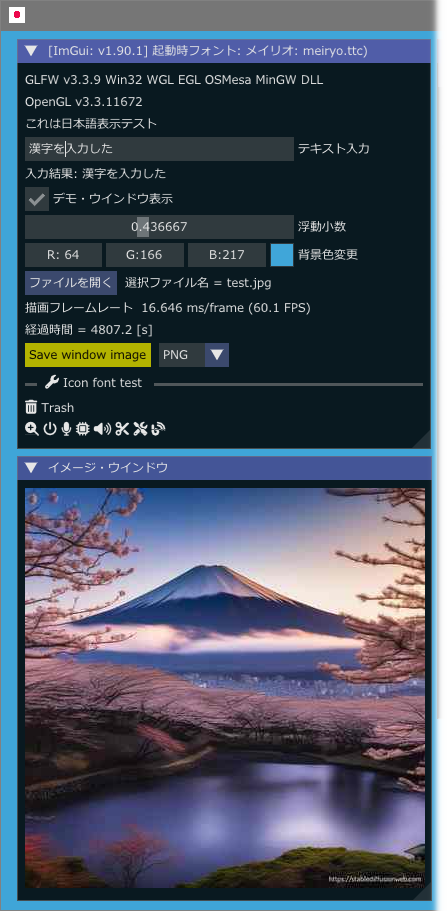 [ImGui: v1.90.1] 起動時フォント: メイリオ: meiryo.ttc)
GLFW v3.3.9 Win32 WGL EGL OSMesa MinGW DLL
OpenGL v3.3.11672
これは日本語表示テスト
漢字を入力した テキスト入力
入力結果: 漢字を入力した
デモ・ウインドウ表示
0.436667 浮動小数
R: 64 G:166 B:217 背景色変更
ファイルを開く 選択ファイル名 = test.jpg
描画フレームレート 16.646 ms/frame (60.1 FPS)
経過時間 = 4807.2 [s]
Save window image PNG
Icon font test
Trash
イメージ・ウインドウ
https://stablediffusionweb.com